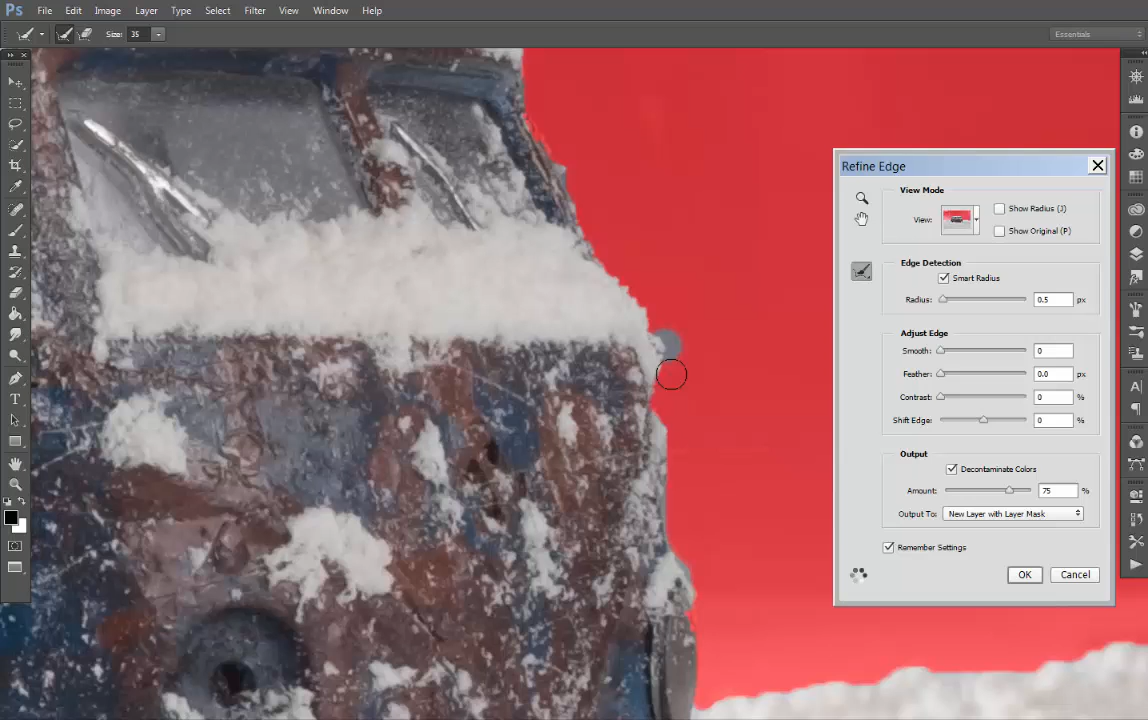 Ps File Edit Image Layer Type Select Filter View Window Help
Size: 35
Essentials
Refine Edge
View Mode
View: Show Radius (J)
Show Original (P)
Edge Detection
Smart Radius
Radius: 0.5 px
Adjust Edge
Smooth: 0
Feather: 0.0 px
Contrast: 0 %
Shift Edge: 0 %
Output
Decontaminate Colors
Amount: 75 %
Output To: New Layer with Layer Mask
Remember Settings
OK Cancel